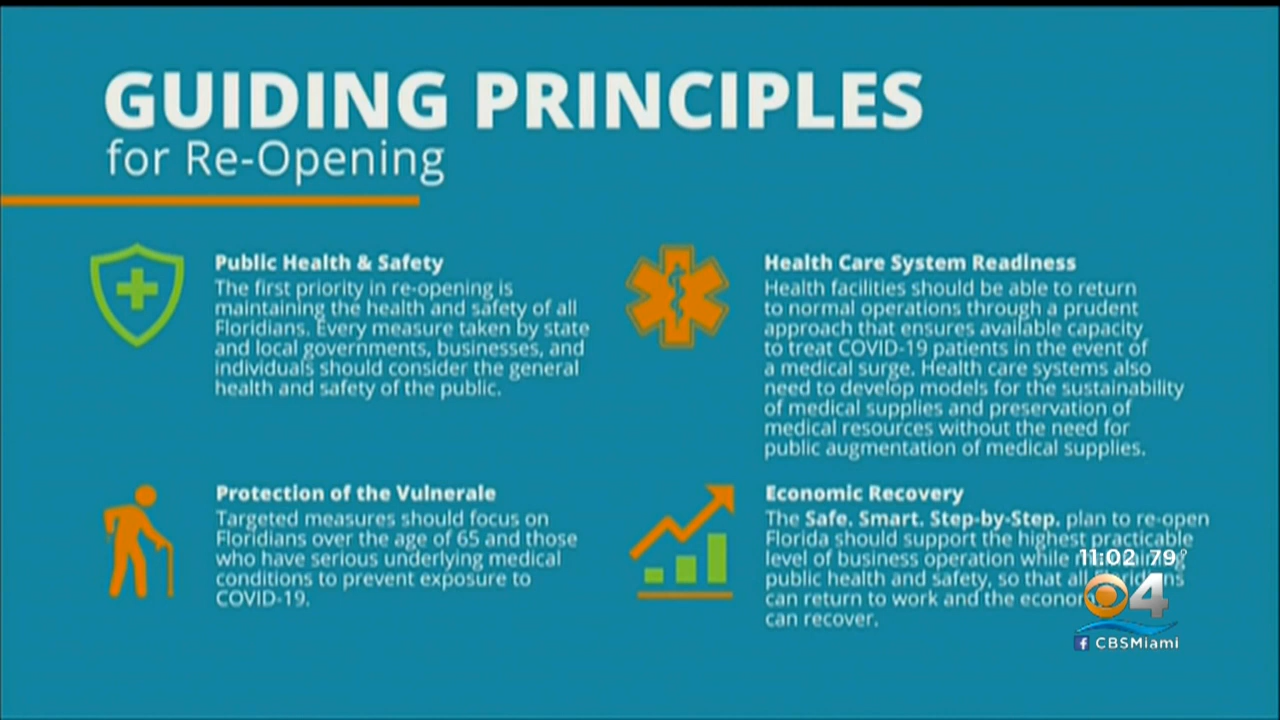 GUIDING PRINCIPLES
for Re-Opening
Public Health & Safety
The first priority in re-opening is
maintaining the health and safety of all
Floridians. Every measure taken by state
and local governments, businesses, and
individuals should consider the general
health and safety of the public.
Health Care System Readiness
Health facilities should be able to return
to normal operations through a prudent
approach that ensures available capacity
to treat COVID-19 patients in the event of
a medical surge. Health care systems also
need to develop models for the sustainability
of medical supplies and preservation of
medical resources without the need for
public augmentation of medical supplies.
Protection of the Vulnerale
Targeted measures should focus on
Floridians over the age of 65 and those
who have serious underlying medical
conditions to prevent exposure to
COVID-19.
Economic Recovery
The Safe. Smart. Step-by-Step. plan to re-open
Florida should support the highest practicable
level of business operation while
public health and safety, so that
can return to work and the
can recover.
11:02 79°
4
CBSMiami